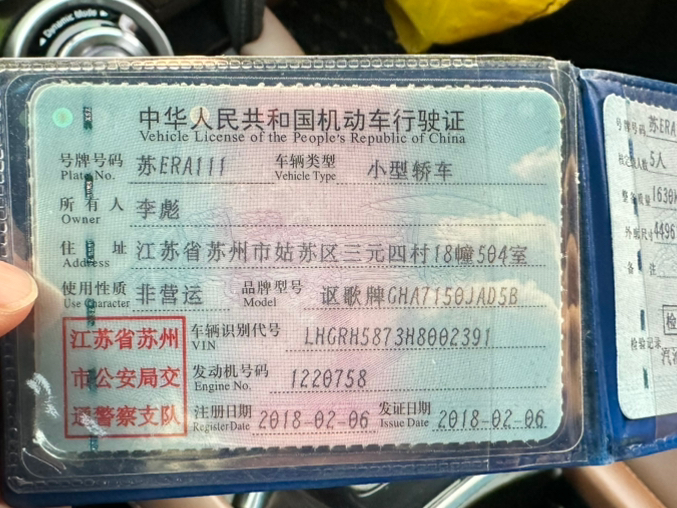 Dynamic Mode
中华人民共和国机动车行驶证
Vehicle License of the People's Republic of China
号牌号码 苏ERA111 车辆类型 小型轿车
Plate No. Vehicle Type
所有人 李彪
Owner
住址 江苏省苏州市姑苏区三元四村18幢504室
Address
使用性质 非营运 品牌型号 讴歌牌GHA7150JAD5B
Use Character Model
江苏省苏州
市公安局交
通警察支队
车辆识别代号 LHGRH5873H8002391
VIN
发动机号码 1220758
Engine No.
注册日期 2018-02-06 发证日期 2018-02-06
Register Date Issue Date
号牌号码 苏ERA
5人
1630k
外廓尺寸 4496
备注
检验记录